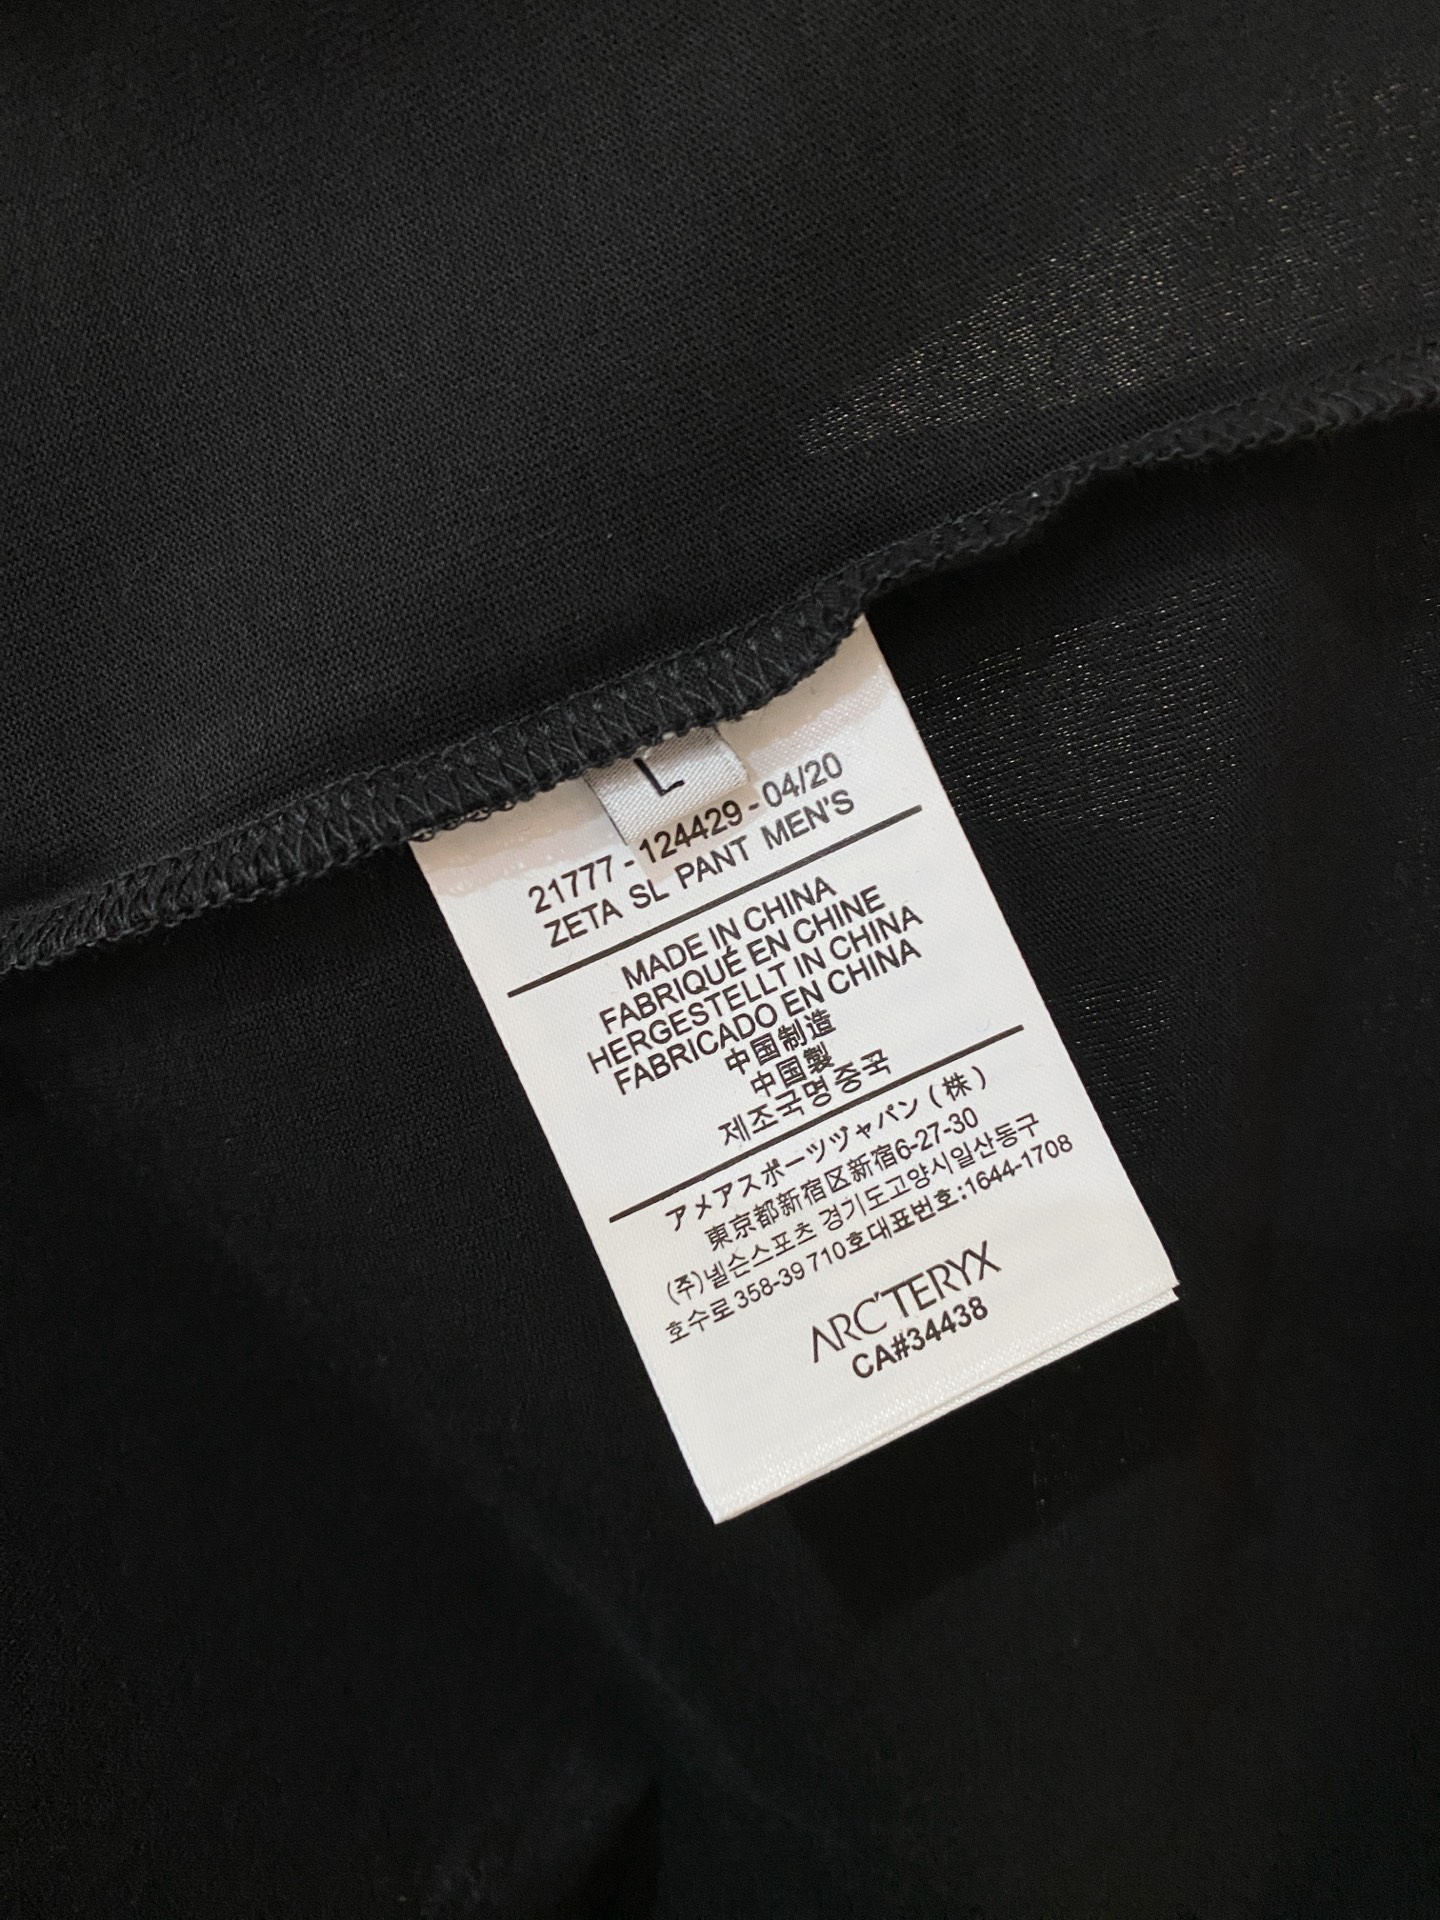 L
21777 - 124429 - 04/20
ZETA SL PANT MEN'S
MADE IN CHINA
FABRIQUÉ EN CHINE
HERGESTELLT IN CHINA
FABRICADO EN CHINA
中国制造
中国製
제조국명 중국
アメアスポーツヅャパン ( 株 )
東京都新宿区新宿6-27-30
(주)넬슨스포츠 경기도고양시일산동구
호수로 358-39 710호대표번호:1644-1708
ARC'TERYX
CA#34438